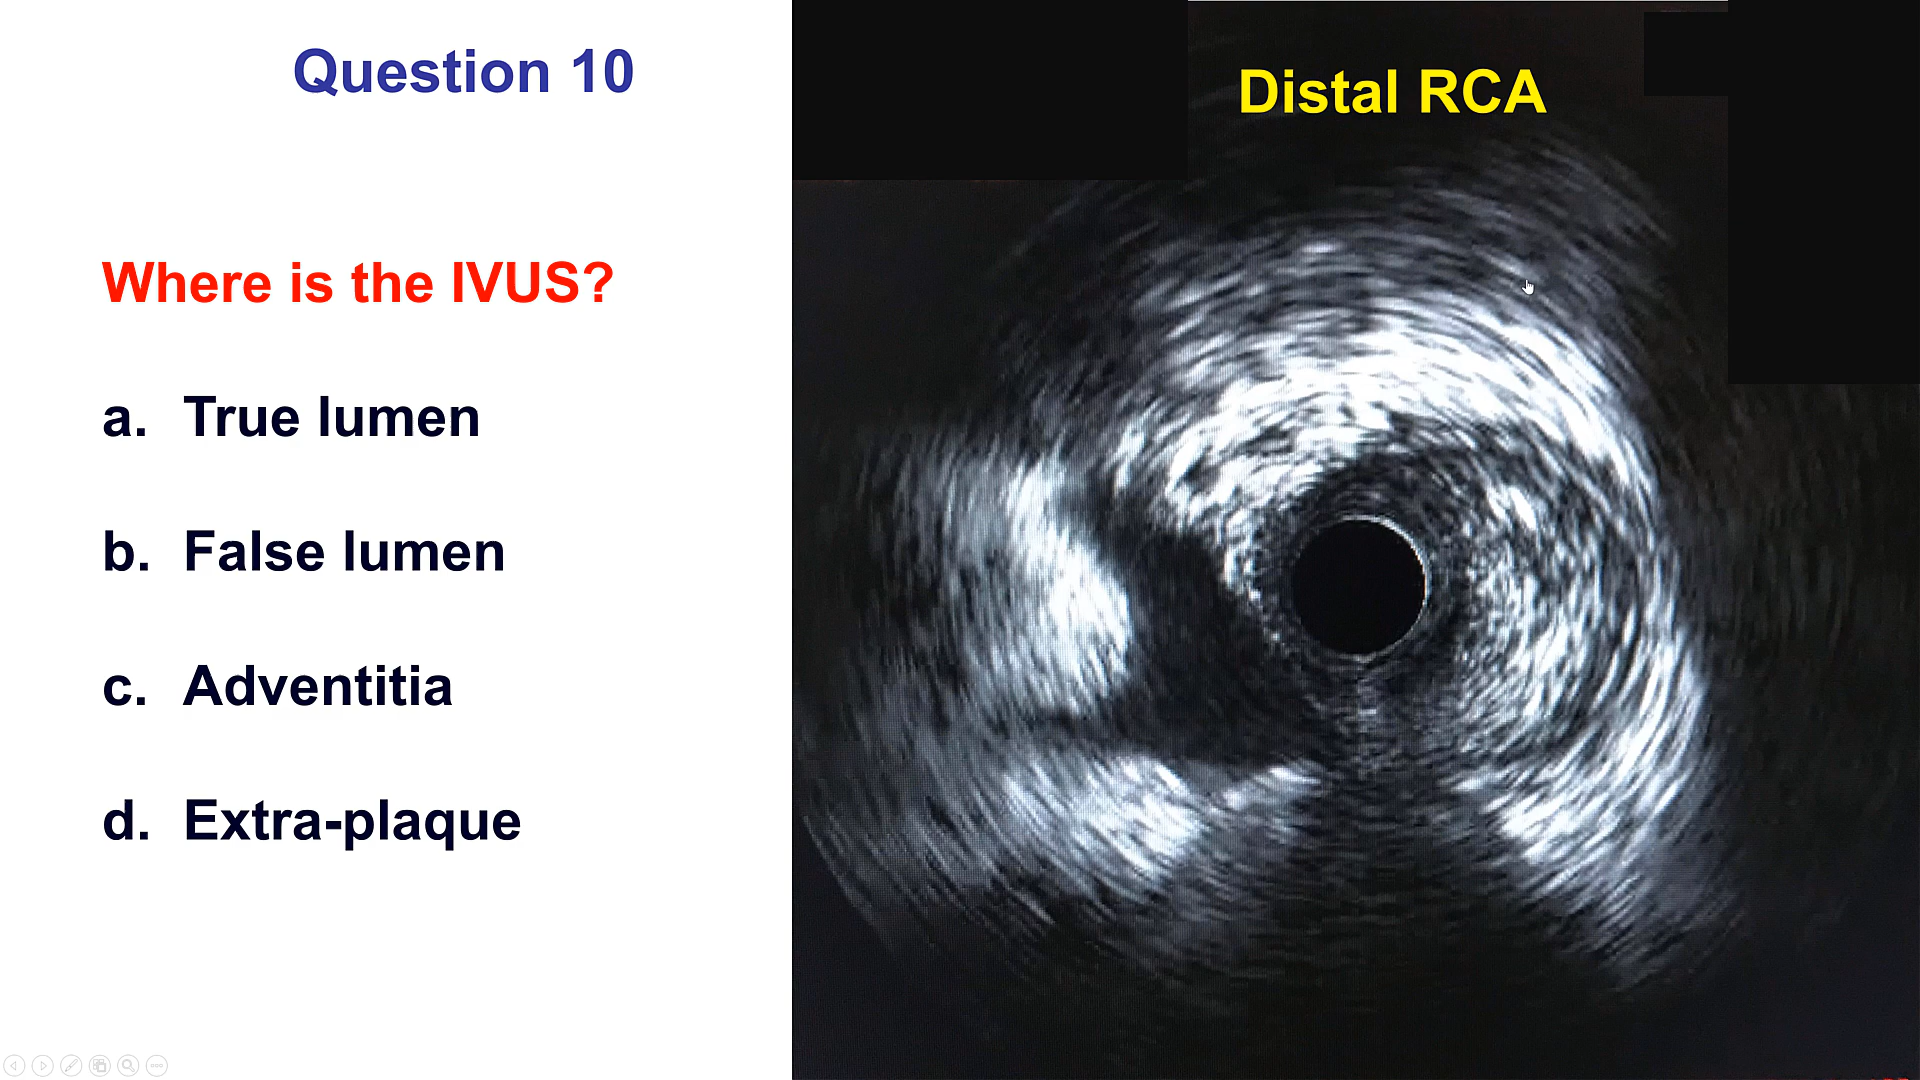 Question 10
Distal RCA
Where is the IVUS?
a. True lumen
b. False lumen
c. Adventitia
d. Extra-plaque